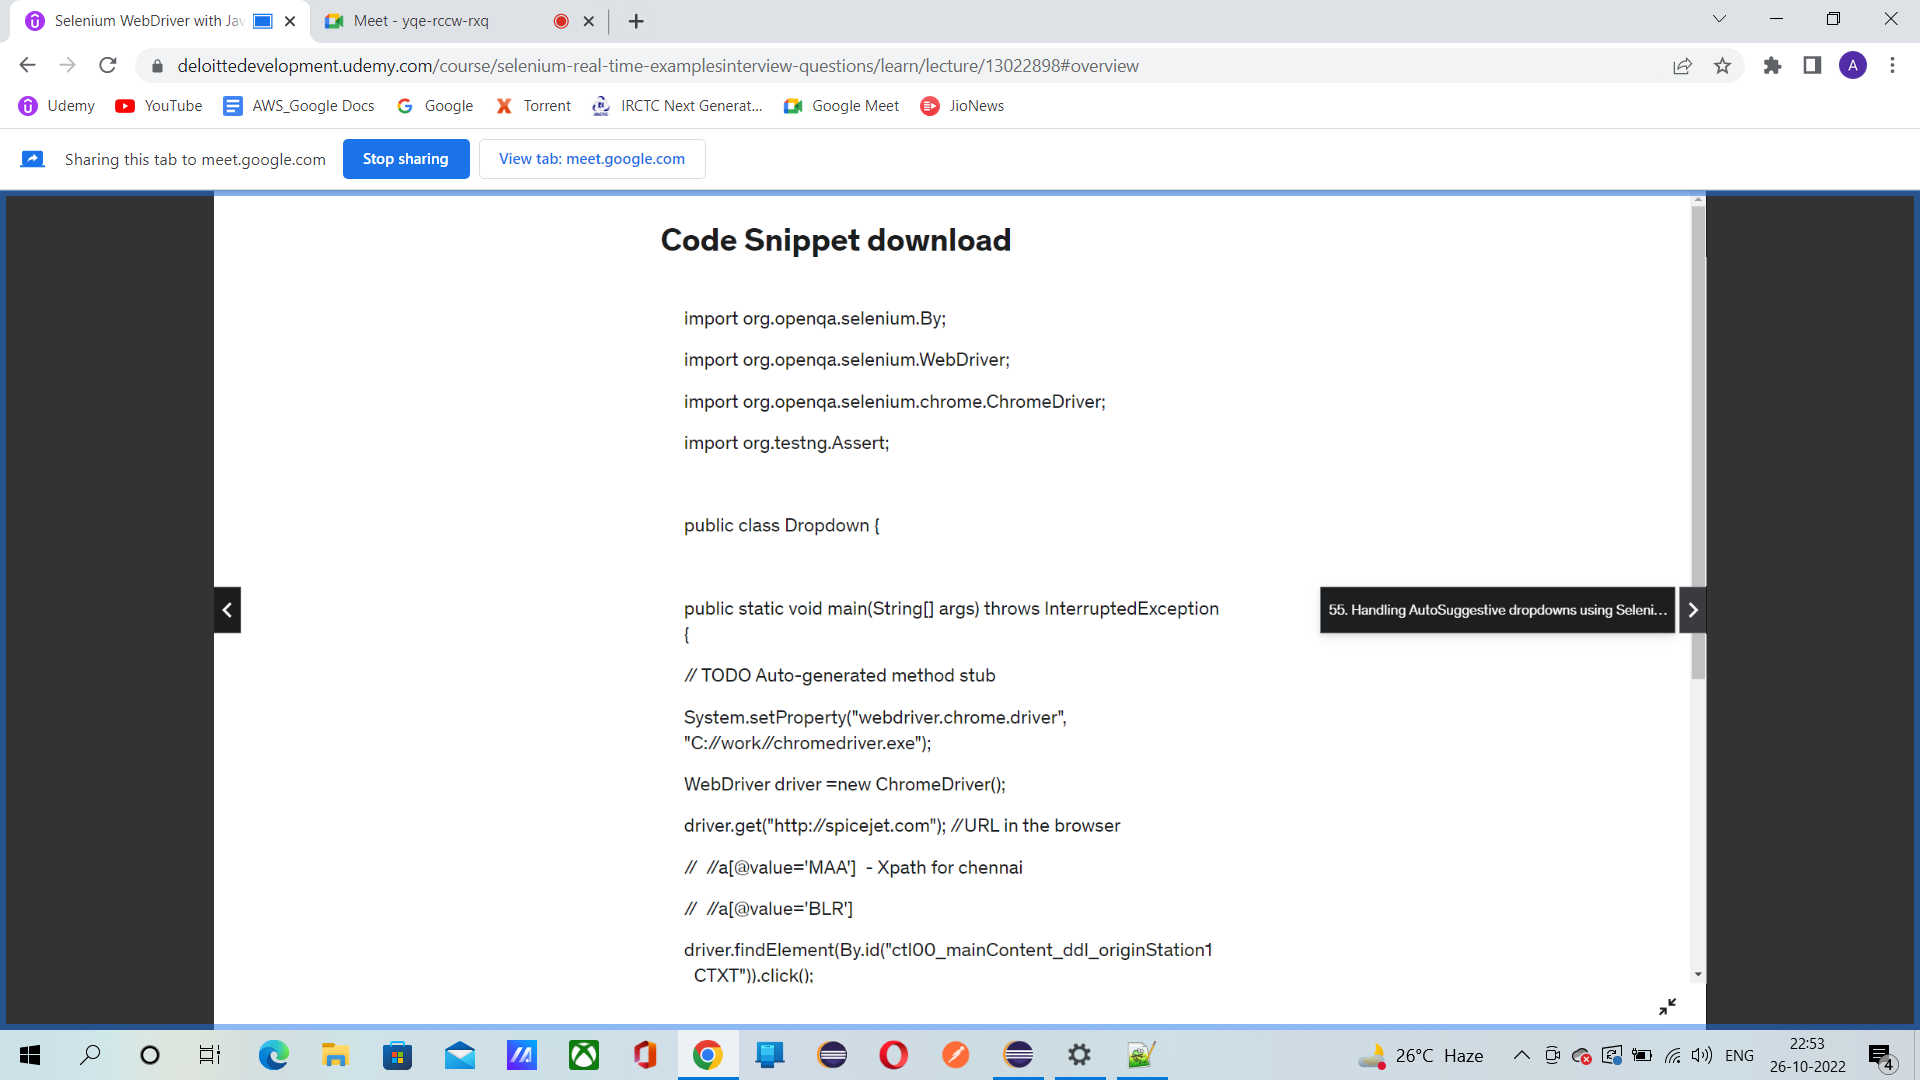 Selenium WebDriver with Jav
Meet - yqe-rccw-rxq
deloittedevelopment.udemy.com/course/selenium-real-time-examplesinterview-questions/learn/lecture/13022898#overview
A
Udemy
YouTube
AWS_Google Docs
Google
Torrent
IRCTC Next Generat...
Google Meet
JioNews
Sharing this tab to meet.google.com
Stop sharing
View tab: meet.google.com
Code Snippet download
import org.openqa.selenium.By;
import org.openqa.selenium.WebDriver;
import org.openqa.selenium.chrome.ChromeDriver;
import org.testng.Assert;
public class Dropdown {
public static void main(String[] args) throws InterruptedException
{
55. Handling AutoSuggestive dropdowns using Seleni...
// TODO Auto-generated method stub
System.setProperty("webdriver.chrome.driver",
"C://work//chromedriver.exe");
WebDriver driver =new ChromeDriver();
driver.get("http://spicejet.com"); //URL in the browser
//  //a[@value='MAA']  - Xpath for chennai
//  //a[@value='BLR']
driver.findElement(By.id("ctl00_mainContent_ddl_originStation1
_CTXT")).click();
26°C Haze
ENG
22:53
26-10-2022
4